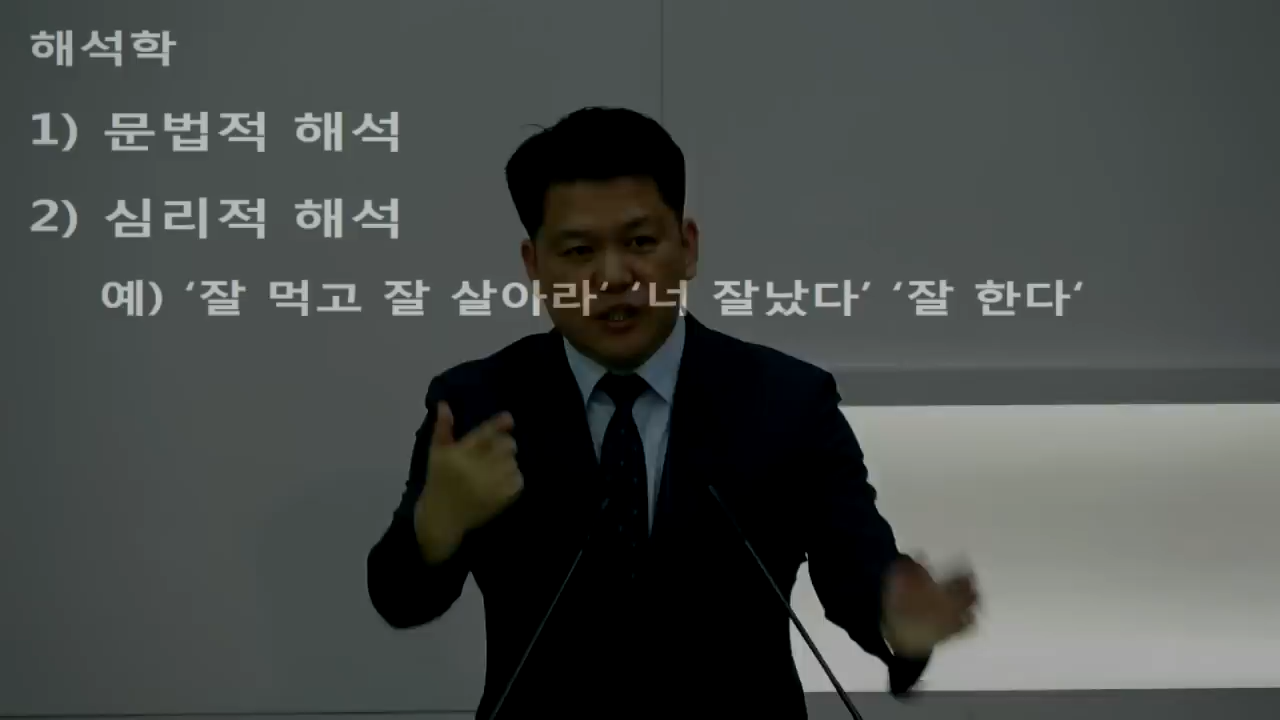 해석학
1) 문법적 해석
2) 심리적 해석
예) ‘잘 먹고 잘 살아라’ ‘너 잘났다’ ‘잘 한다‘